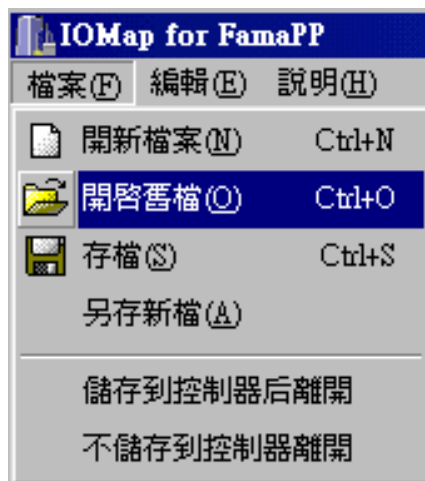 IOMap for FamaPP
檔案(F) 編輯(E) 說明(H)
開新檔案(N) Ctrl+N
開啓舊檔(O) Ctrl+O
存檔(S) Ctrl+S
另存新檔(A)
儲存到控制器后離開
不儲存到控制器離開